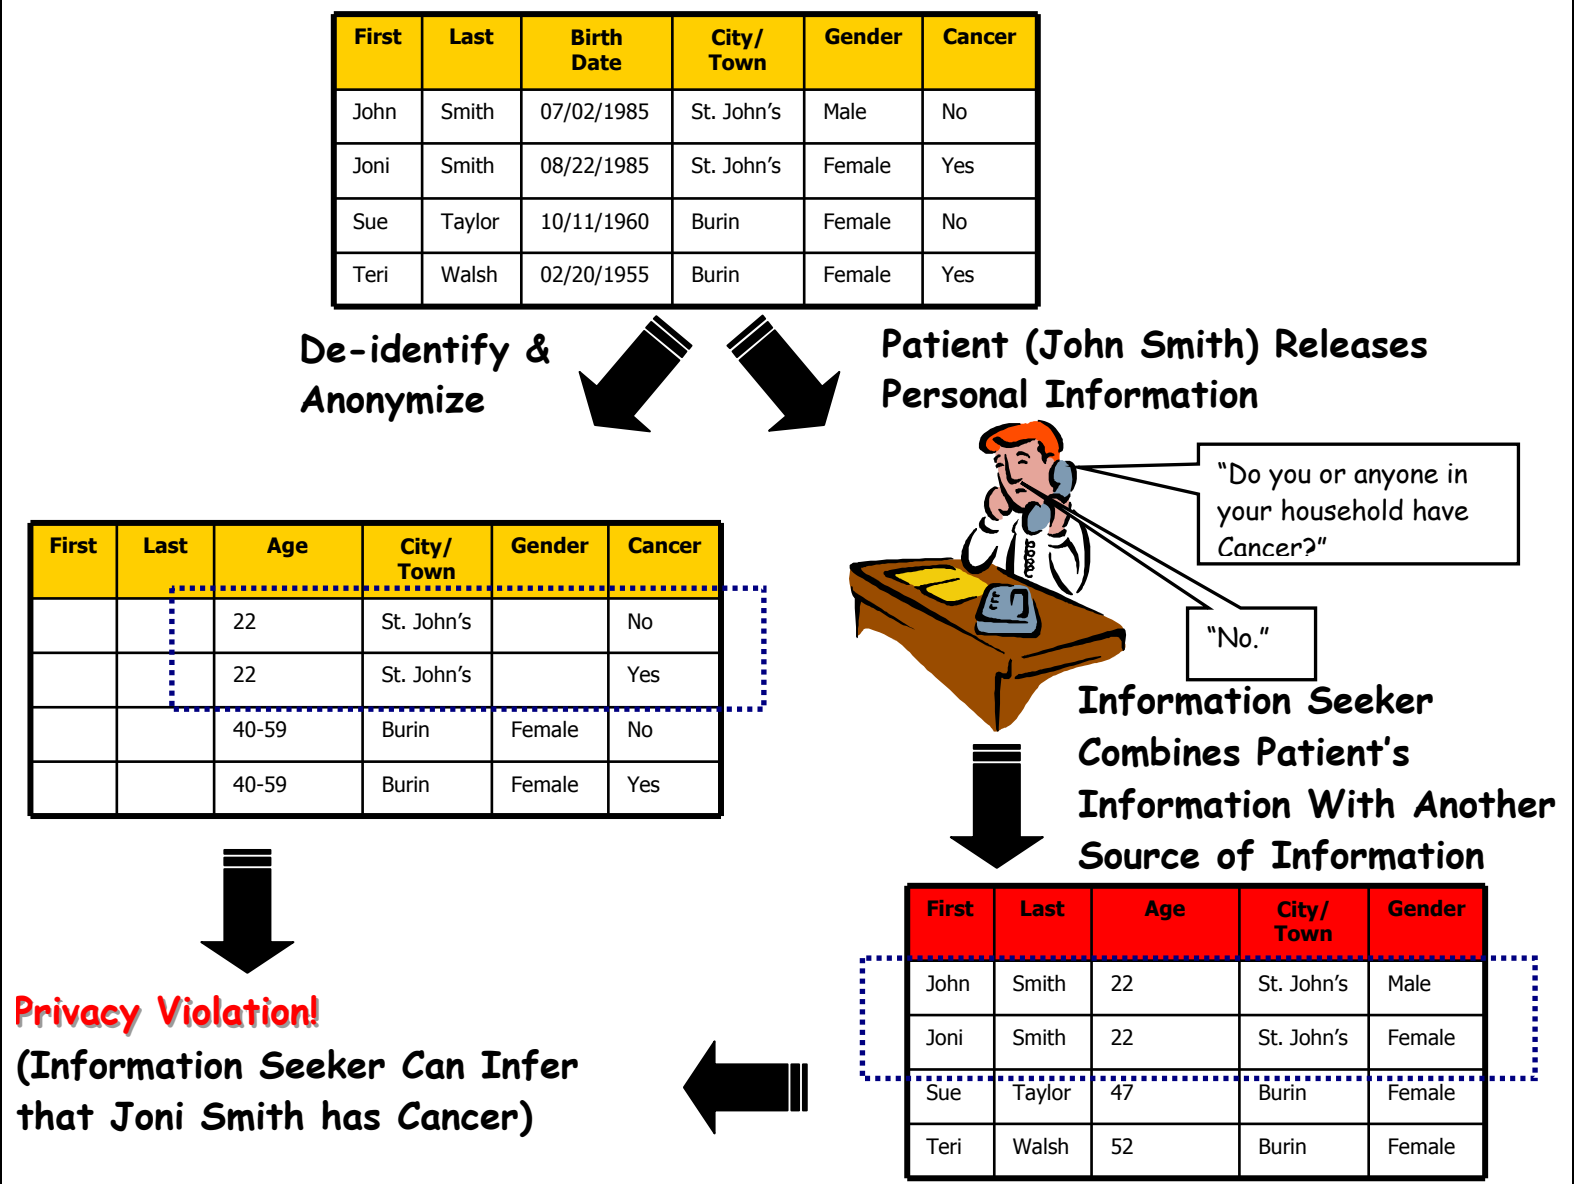 First Last Birth Date City/ Town Gender Cancer
John Smith 07/02/1985 St. John’s Male No
Joni Smith 08/22/1985 St. John’s Female Yes
Sue Taylor 10/11/1960 Burin Female No
Teri Walsh 02/20/1955 Burin Female Yes
De-identify &
Anonymize
Patient (John Smith) Releases
Personal Information
“Do you or anyone in
your household have
Cancer?”
“No.”
First Last Age City/ Town Gender Cancer
22 St. John’s No
22 St. John’s Yes
40-59 Burin Female No
40-59 Burin Female Yes
Information Seeker
Combines Patient’s
Information With Another
Source of Information
First Last Age City/ Town Gender
John Smith 22 St. John’s Male
Joni Smith 22 St. John’s Female
Sue Taylor 47 Burin Female
Teri Walsh 52 Burin Female
Privacy Violation!
(Information Seeker Can Infer
that Joni Smith has Cancer)